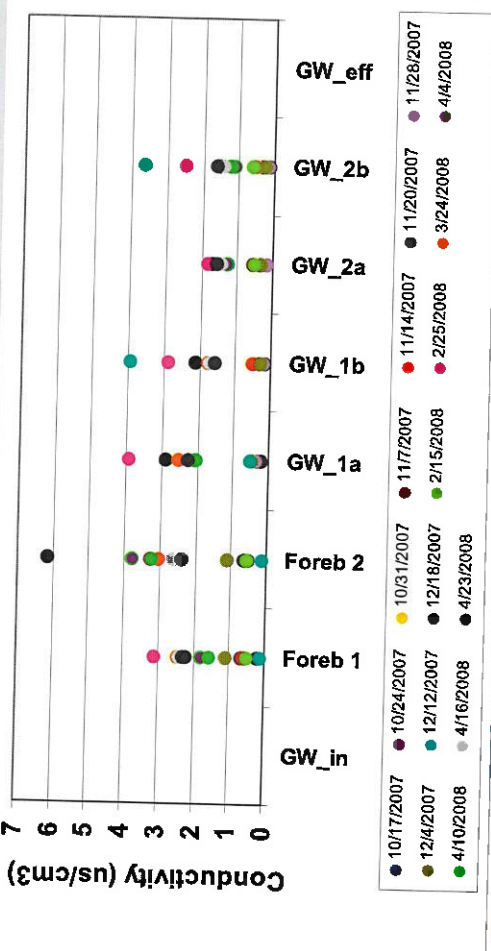 Conductivity (us/cm3)
7
6
5
4
3
2
1
0
GW_in
Foreb 1
Foreb 2
GW_1a
GW_1b
GW_2a
GW_2b
GW_eff
10/17/2007 10/24/2007 10/31/2007 11/7/2007 11/14/2007 11/20/2007 11/28/2007
12/4/2007 12/12/2007 12/18/2007 2/15/2008 2/25/2008 3/24/2008 4/4/2008
4/10/2008 4/16/2008 4/23/2008